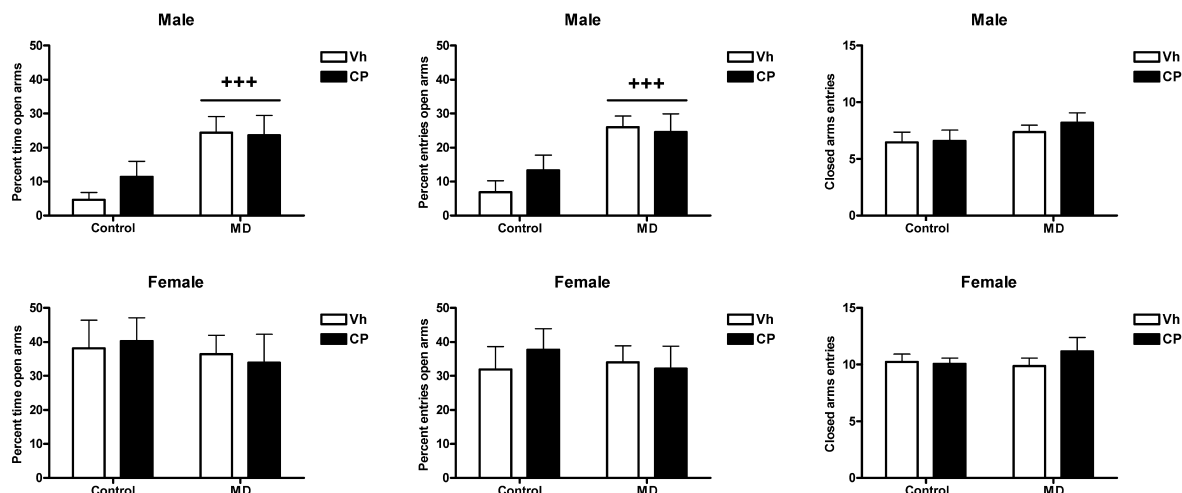 Male
Percent time open arms
50
40
30
20
10
0
+++
Control
MD
Vh
CP
Male
Percent entries open arms
50
40
30
20
10
0
+++
Control
MD
Vh
CP
Male
Closed arms entries
15
10
5
0
Control
MD
Vh
CP
Female
Percent time open arms
50
40
30
20
10
0
Control
MD
Vh
CP
Female
Percent entries open arms
50
40
30
20
10
0
Control
MD
Vh
CP
Female
Closed arms entries
15
10
5
0
Control
MD
Vh
CP